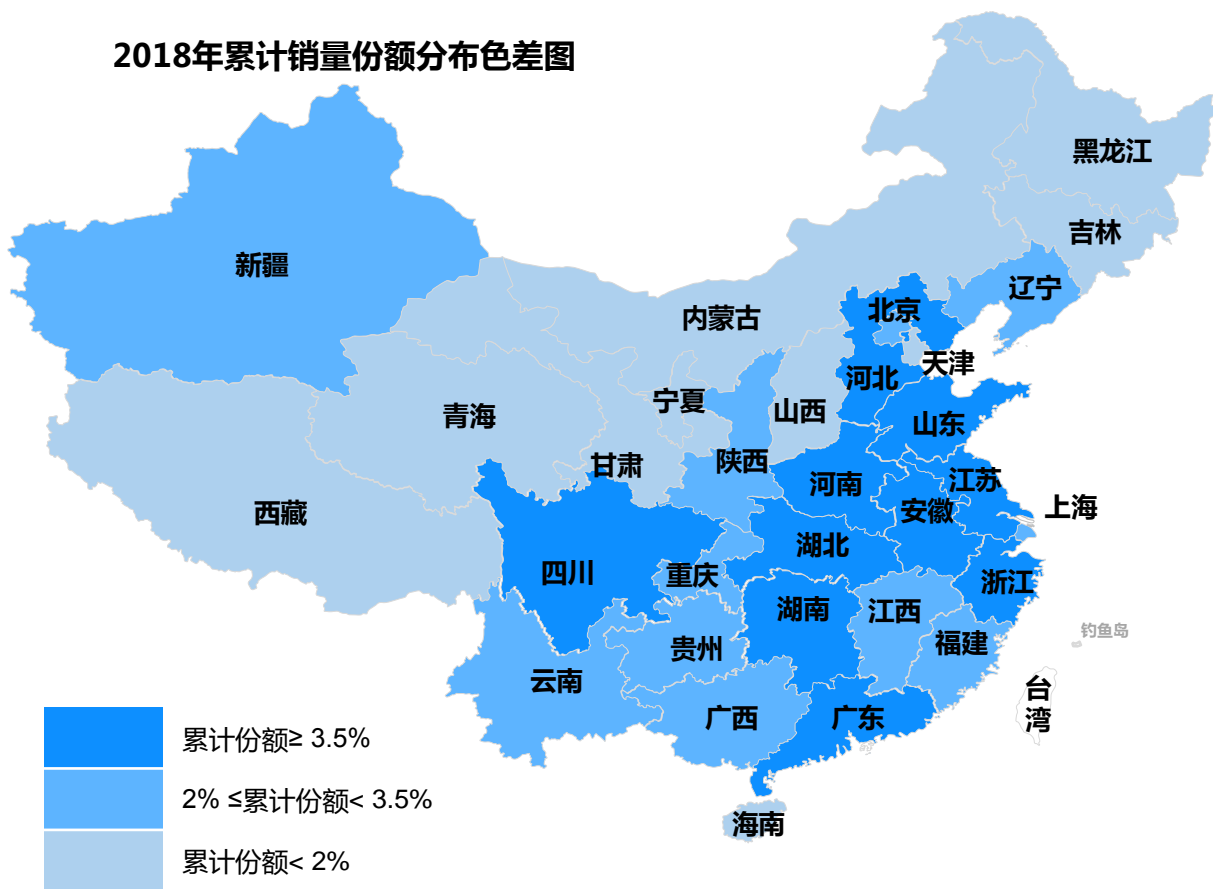 2018年累计销量份额分布色差图
黑龙江
吉林
新疆
辽宁
北京
内蒙古
天津
河北
宁夏
山西
青海
山东
陕西
甘肃
河南
江苏
西藏
安徽
上海
湖北
四川
重庆
浙江
湖南
江西
钓鱼岛
福建
贵州
云南
台
湾
广西
广东
累计份额≥ 3.5%
2% ≤累计份额< 3.5%
海南
累计份额< 2%